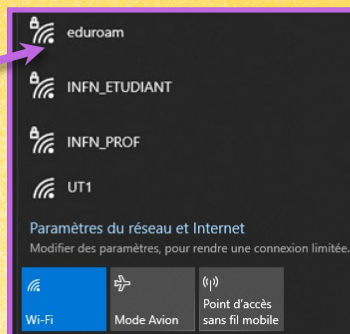 eduroam
INFN_ETUDIANT
INFN_PROF
UT1
Paramètres du réseau et Internet
Modifier des paramètres, pour rendre une connexion limitée.
Wi-Fi
Mode Avion
Point d'accès
sans fil mobile